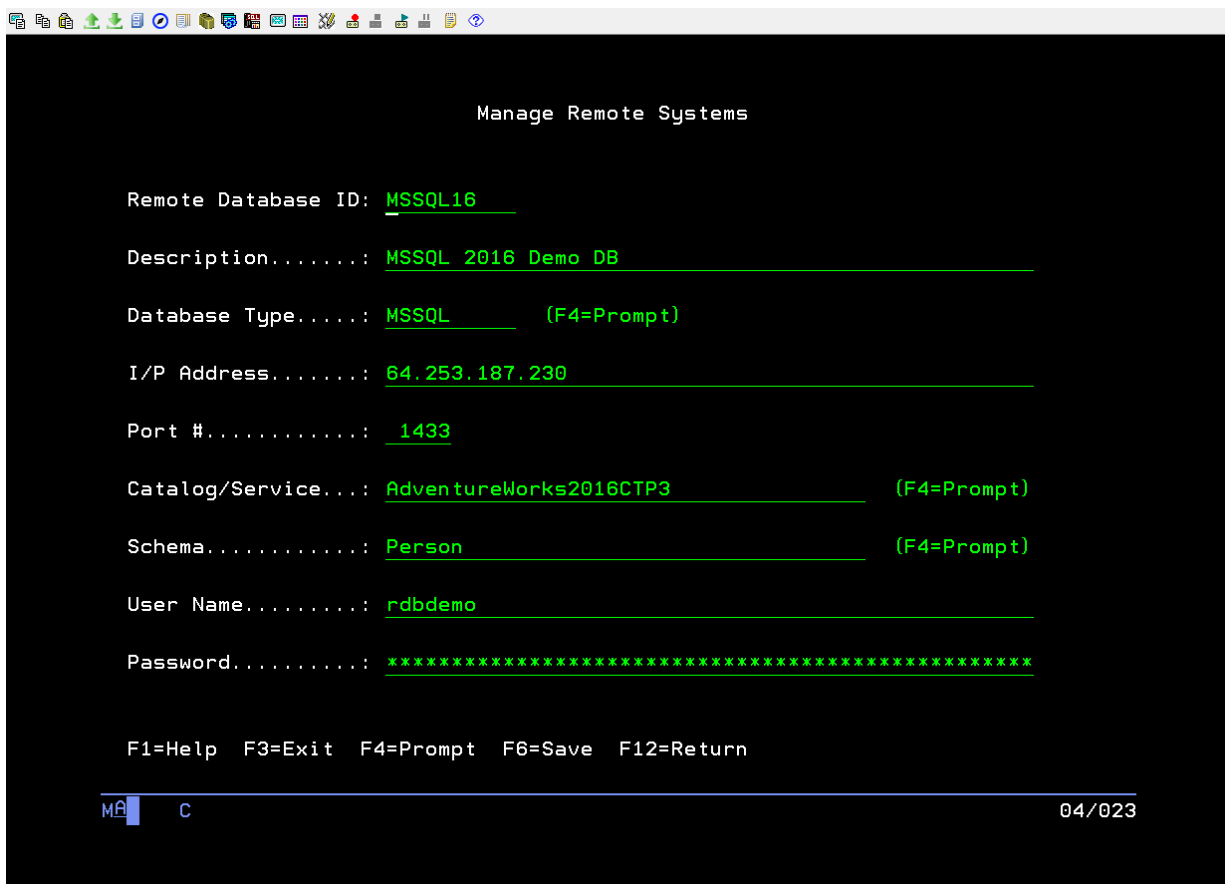 Manage Remote Systems
Remote Database ID: MSSQL16
Description.......: MSSQL 2016 Demo DB
Database Type.....: MSSQL (F4=Prompt)
I/P Address.......: 64.253.187.230
Port #............: 1433
Catalog/Service...: AdventureWorks2016CTP3 (F4=Prompt)
Schema............: Person (F4=Prompt)
User Name.........: rdbdemo
Password..........: **************************************************
F1=Help F3=Exit F4=Prompt F6=Save F12=Return
MA C 04/023